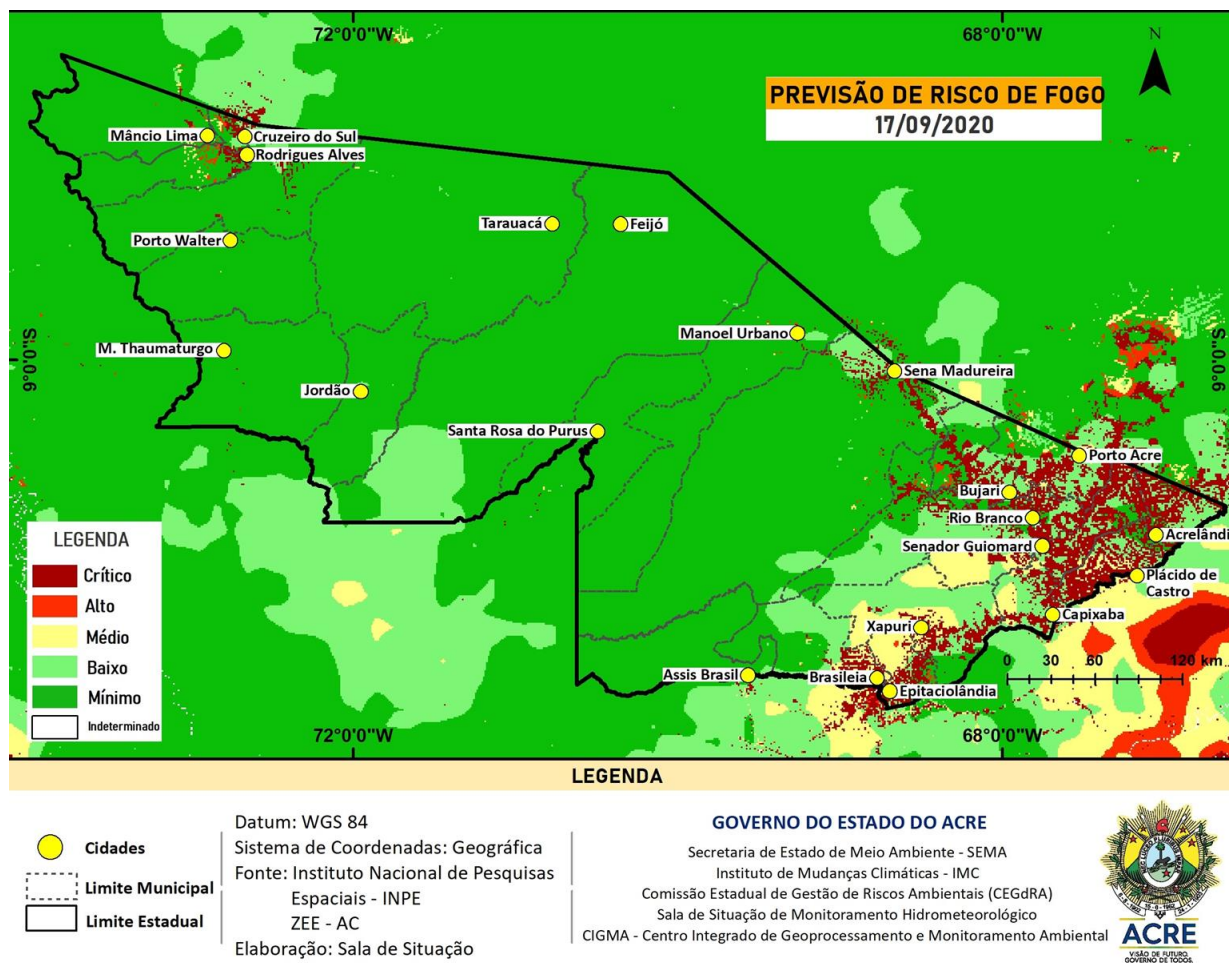 72°0'0"W
68°0'0"W
N
PREVISÃO DE RISCO DE FOGO
17/09/2020
Mâncio Lima
Cruzeiro do Sul
Rodrigues Alves
Tarauacá
Feijó
Porto Walter
Manoel Urbano
9°0'0"S
M. Thaumaturgo
Sena Madureira
9°0'0"S
Jordão
Santa Rosa do Purus
Porto Acre
Bujari
Rio Branco
Acrelândi
Senador Guiomard
Plácido de
Castro
Capixaba
Xapuri
0 30 60 120 km
Assis Brasil
Brasileia
Epitaciolândia
LEGENDA
Crítico
Alto
Médio
Baixo
Mínimo
Indeterminado
72°0'0"W
68°0'0"W
LEGENDA
Cidades
Limite Municipal
Limite Estadual
Datum: WGS 84
Sistema de Coordenadas: Geográfica
Fonte: Instituto Nacional de Pesquisas
Espaciais - INPE
ZEE - AC
Elaboração: Sala de Situação
GOVERNO DO ESTADO DO ACRE
Secretaria de Estado de Meio Ambiente - SEMA
Instituto de Mudanças Climáticas - IMC
Comissão Estadual de Gestão de Riscos Ambientais (CEGdRA)
Sala de Situação de Monitoramento Hidrometeorológico
CIGMA - Centro Integrado de Geoprocessamento e Monitoramento Ambiental
ACRE
VISÃO DE FUTURO.
GOVERNO DE TODOS.